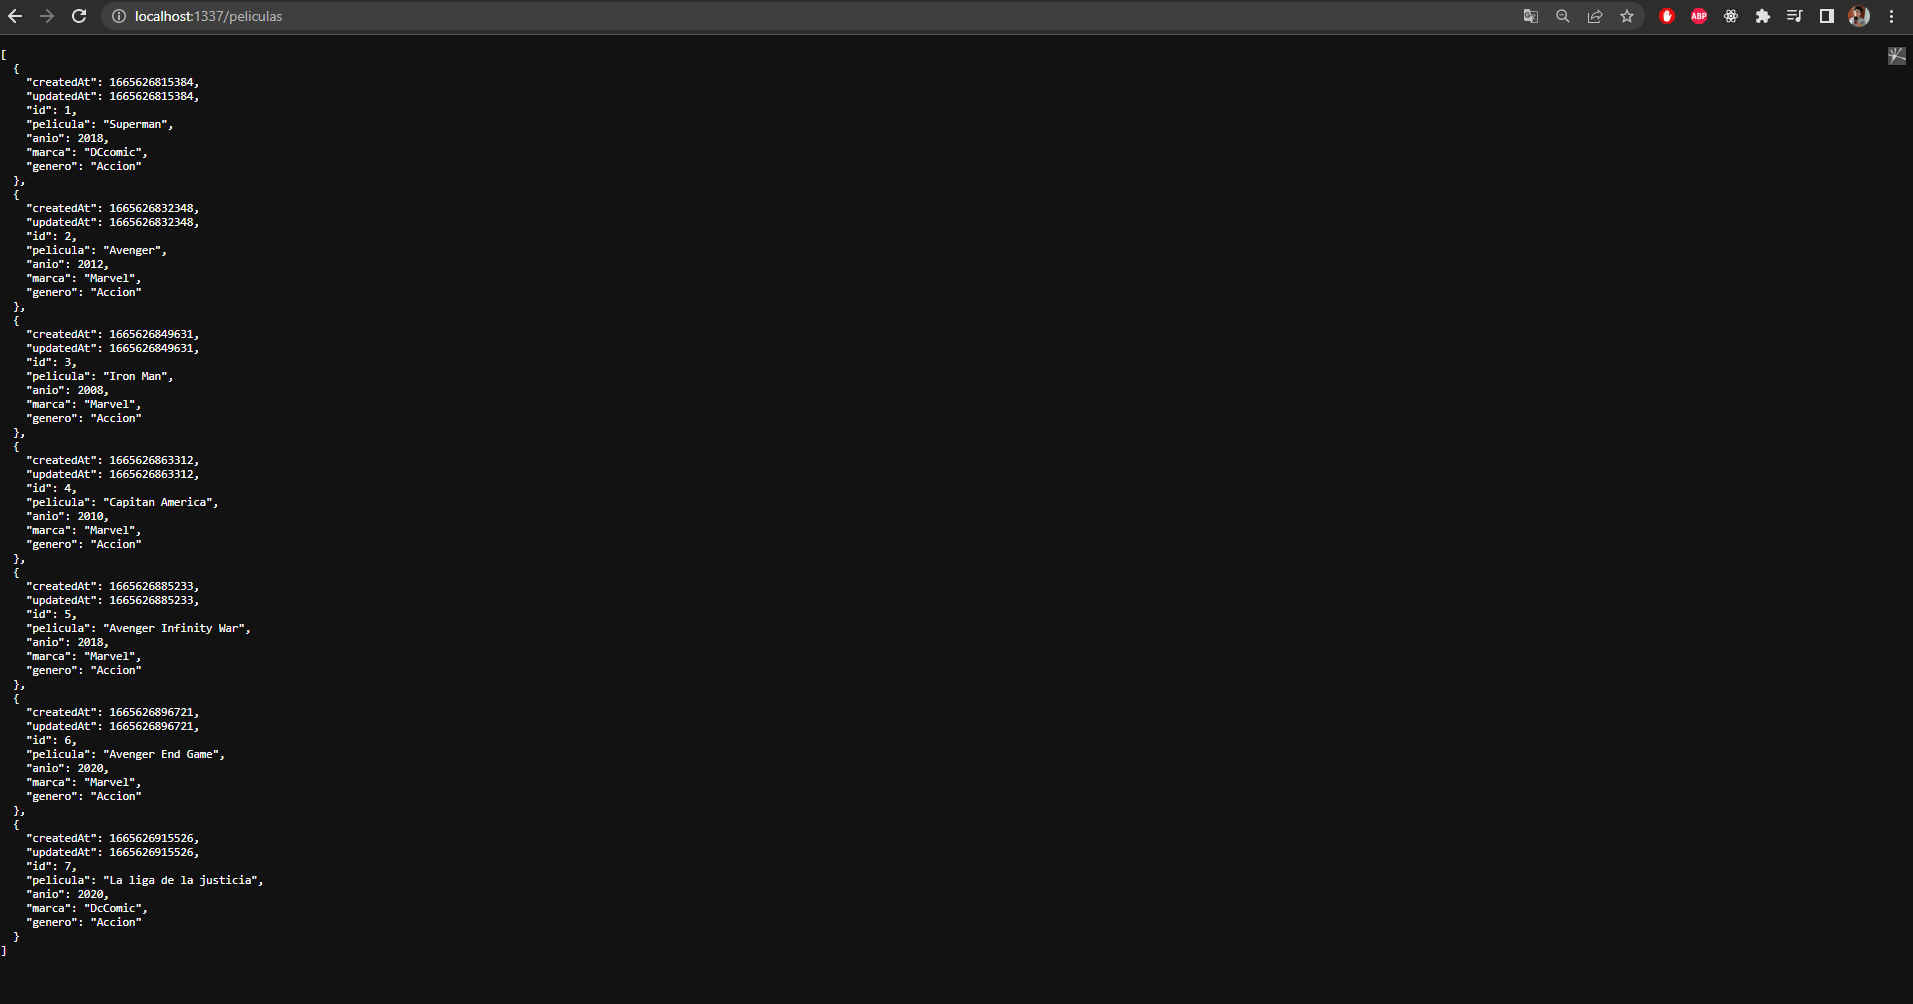 localhost:1337/peliculas
ABP
[
  {
    "createdAt": 1665626815384,
    "updatedAt": 1665626815384,
    "id": 1,
    "pelicula": "Superman",
    "anio": 2018,
    "marca": "DCcomic",
    "genero": "Accion"
  },
  {
    "createdAt": 1665626832348,
    "updatedAt": 1665626832348,
    "id": 2,
    "pelicula": "Avenger",
    "anio": 2012,
    "marca": "Marvel",
    "genero": "Accion"
  },
  {
    "createdAt": 1665626849631,
    "updatedAt": 1665626849631,
    "id": 3,
    "pelicula": "Iron Man",
    "anio": 2008,
    "marca": "Marvel",
    "genero": "Accion"
  },
  {
    "createdAt": 1665626863312,
    "updatedAt": 1665626863312,
    "id": 4,
    "pelicula": "Capitan America",
    "anio": 2010,
    "marca": "Marvel",
    "genero": "Accion"
  },
  {
    "createdAt": 1665626885233,
    "updatedAt": 1665626885233,
    "id": 5,
    "pelicula": "Avenger Infinity War",
    "anio": 2018,
    "marca": "Marvel",
    "genero": "Accion"
  },
  {
    "createdAt": 1665626896721,
    "updatedAt": 1665626896721,
    "id": 6,
    "pelicula": "Avenger End Game",
    "anio": 2020,
    "marca": "Marvel",
    "genero": "Accion"
  },
  {
    "createdAt": 1665626915526,
    "updatedAt": 1665626915526,
    "id": 7,
    "pelicula": "La liga de la justicia",
    "anio": 2020,
    "marca": "DcComic",
    "genero": "Accion"
  }
]